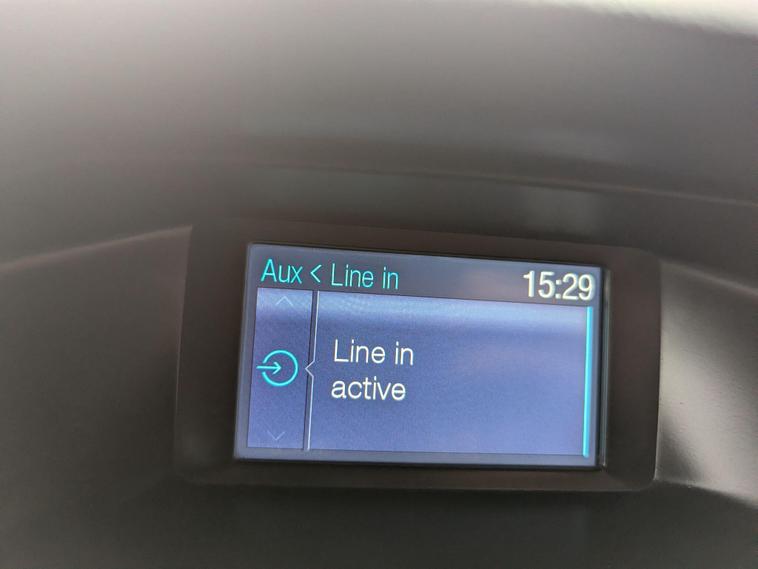 Aux < Line in
15:29
Line in
active